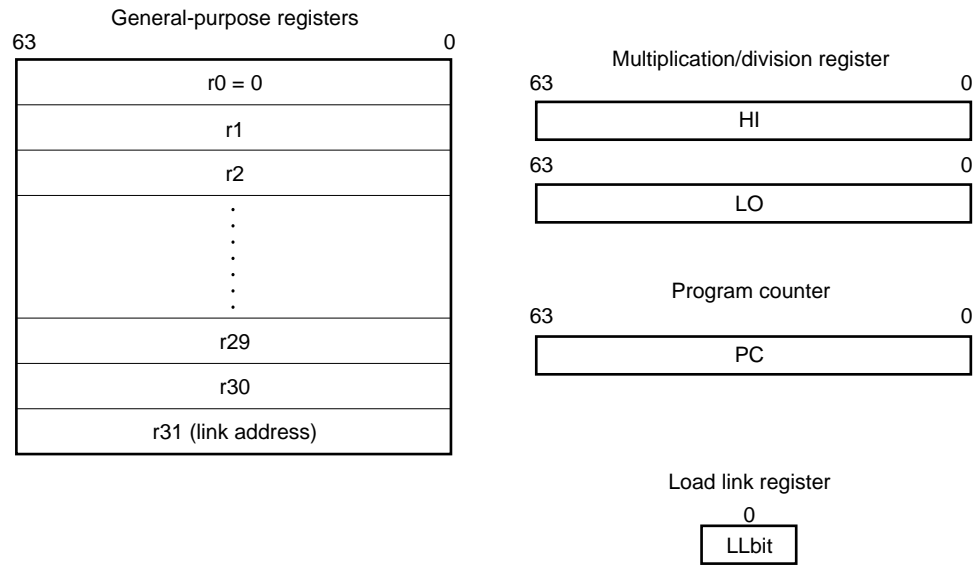 General-purpose registers
63 0
r0 = 0
r1
r2
r29
r30
r31 (link address)
Multiplication/division register
63 0
HI
63 0
LO
Program counter
63 0
PC
Load link register
0
LLbit